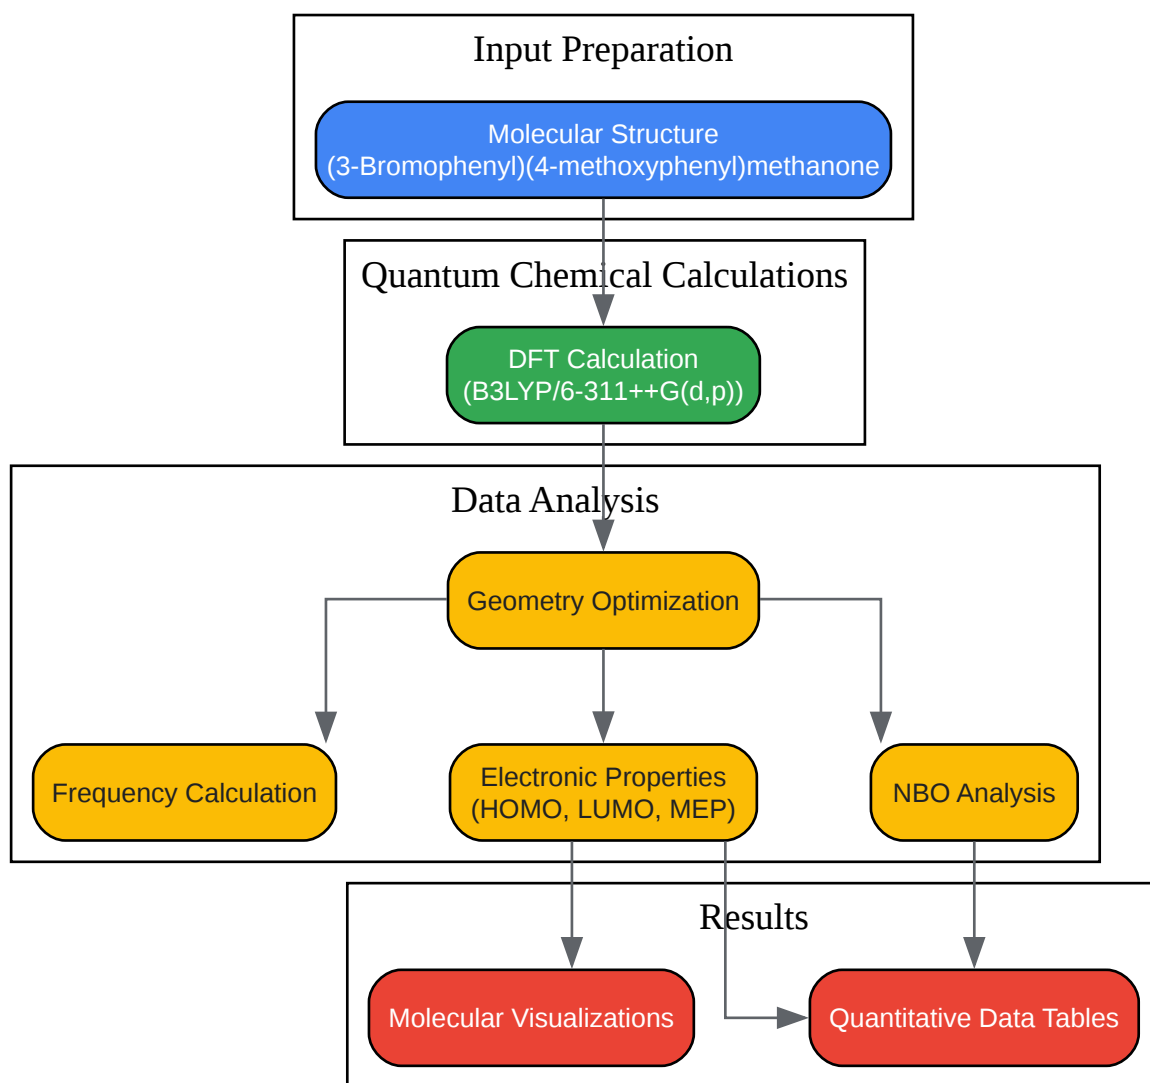 Input Preparation
Molecular Structure
(3-Bromophenyl)(4-methoxyphenyl)methanone
Quantum Chemical Calculations
DFT Calculation
(B3LYP/6-311++G(d,p))
Data Analysis
Geometry Optimization
Frequency Calculation
Electronic Properties
(HOMO, LUMO, MEP)
NBO Analysis
Results
Molecular Visualizations
Quantitative Data Tables